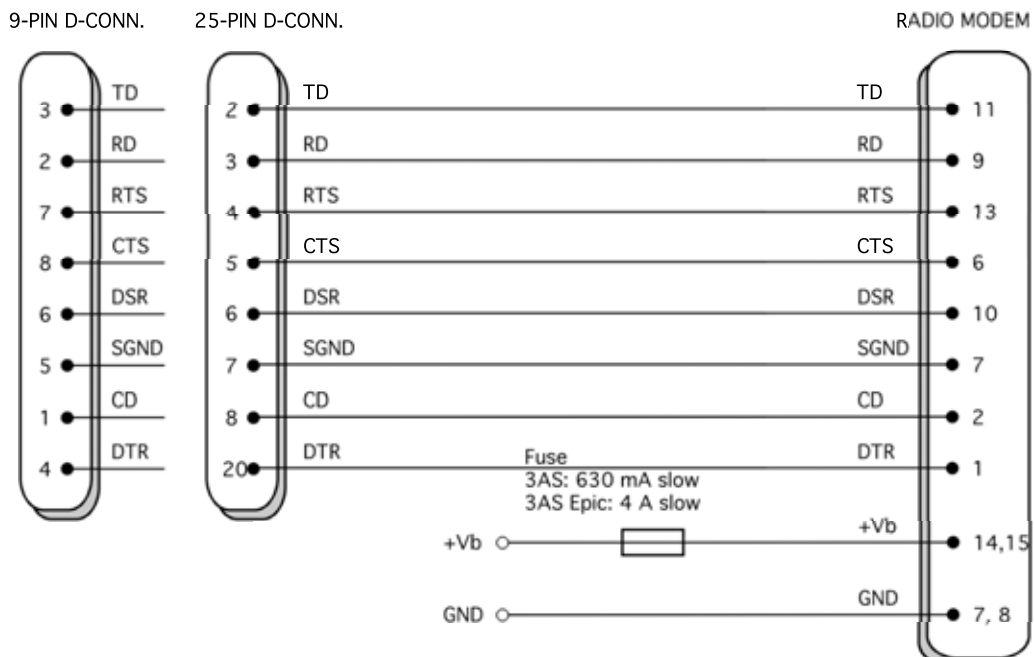 9-PIN D-CONN. 25-PIN D-CONN. RADIO MODEM
3 TD 2 TD TD 11
2 RD 3 RD RD 9
7 RTS 4 RTS RTS 13
8 CTS 5 CTS CTS 6
6 DSR 6 DSR DSR 10
5 SGND 7 SGND SGND 7
1 CD 8 CD CD 2
4 DTR 20 DTR DTR 1
Fuse
3AS: 630 mA slow
3AS Epic: 4 A slow
+Vb +Vb 14,15
GND GND 7, 8